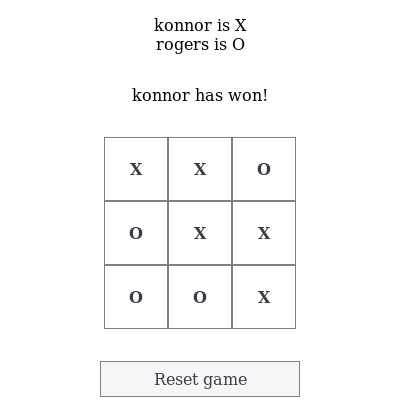 konnor is X
rogers is O
konnor has won!
X X O
O X X
O O X
Reset game